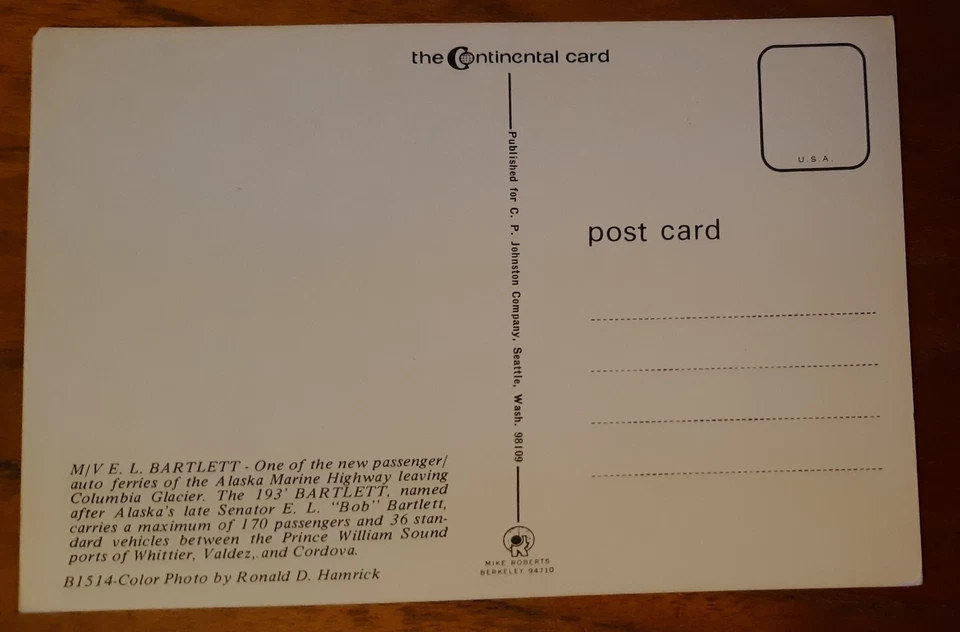 the Continental card
U.S.A.
post card
Published for C. P. Johnston Company, Seattle, Wash. 98109
M/V E. L. BARTLETT - One of the new passenger/
auto ferries of the Alaska Marine Highway leaving
Columbia Glacier. The 193' BARTLETT, named
after Alaska's late Senator E. L. "Bob" Bartlett,
carries a maximum of 170 passengers and 36 stan-
dard vehicles between the Prince William Sound
ports of Whittier, Valdez, and Cordova.
B1514-Color Photo by Ronald D. Hamrick
MIKE ROBERTS
BERKELEY 94710